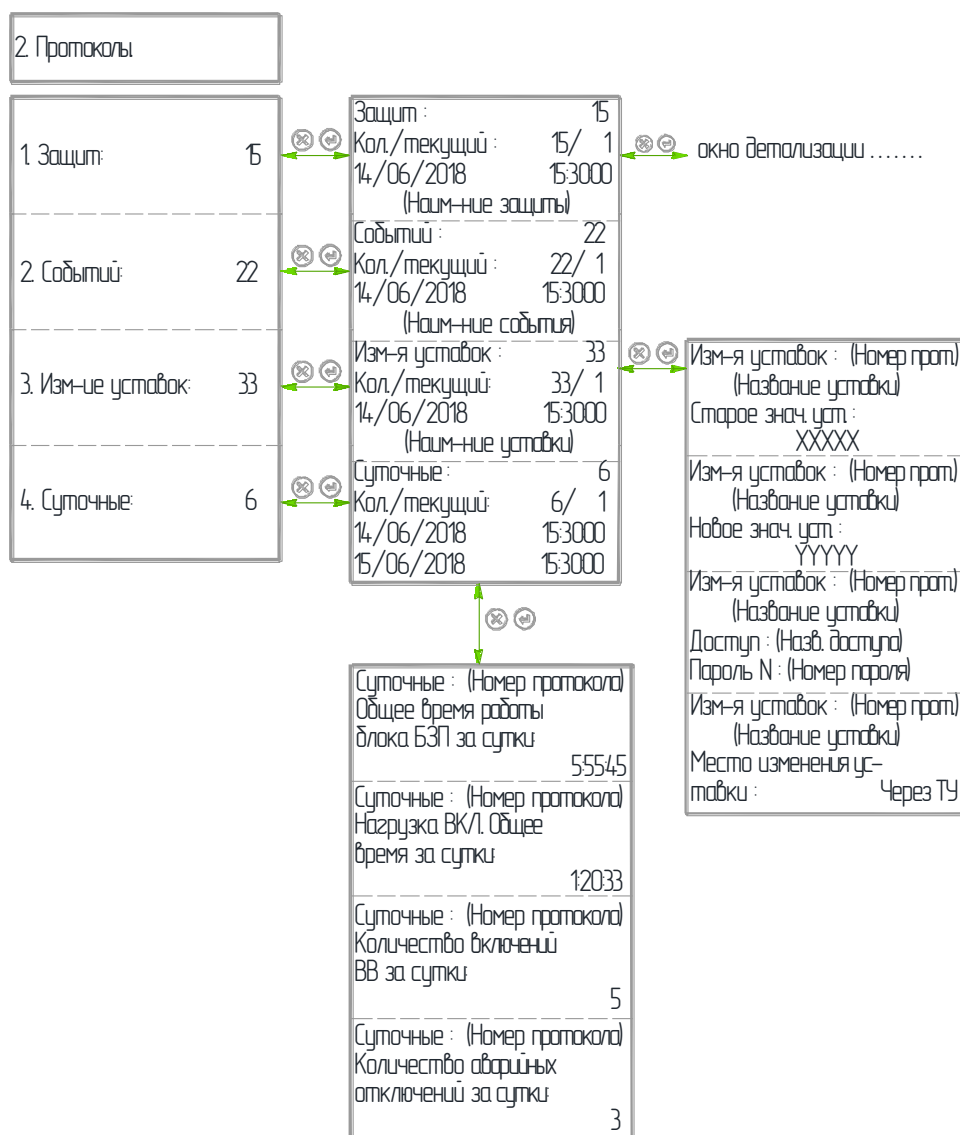 2. Протоколы.
1. Защит: 15
2. Событий: 22
3. Изм-ие уставок: 33
4. Суточные: 6
Защит : 15
Кол./текущий : 15/ 1
14/06/2018 15:30:00
(Наим-ние защиты)
Событий : 22
Кол./текущий : 22/ 1
14/06/2018 15:30:00
(Наим-ние события)
Изм-я уставок : 33
Кол./текущий: 33/ 1
14/06/2018 15:30:00
(Наим-ние уставки)
Суточные : 6
Кол./текущий: 6/ 1
14/06/2018 15:30:00
15/06/2018 15:30:00
окно детализации .......
Изм-я уставок : (Номер прот.)
(Название уставки)
Старое знач. уст. :
XXXXX
Изм-я уставок : (Номер прот.)
(Название уставки)
Новое знач. уст. :
YYYYY
Изм-я уставок : (Номер прот.)
(Название уставки)
Доступ : (Назв. доступа)
Пароль N : (Номер пароля)
Изм-я уставок : (Номер прот.)
(Название уставки)
Место изменения ус-
тавки : Через ТУ
Суточные : (Номер протокола)
Общее время работы
блока БЗП за сутки:
5:55:45
Суточные : (Номер протокола)
Нагрузка ВКЛ. Общее
время за сутки:
1:20:33
Суточные : (Номер протокола)
Количество включений
ВВ за сутки:
5
Суточные : (Номер протокола)
Количество аварийных
отключений за сутки:
3